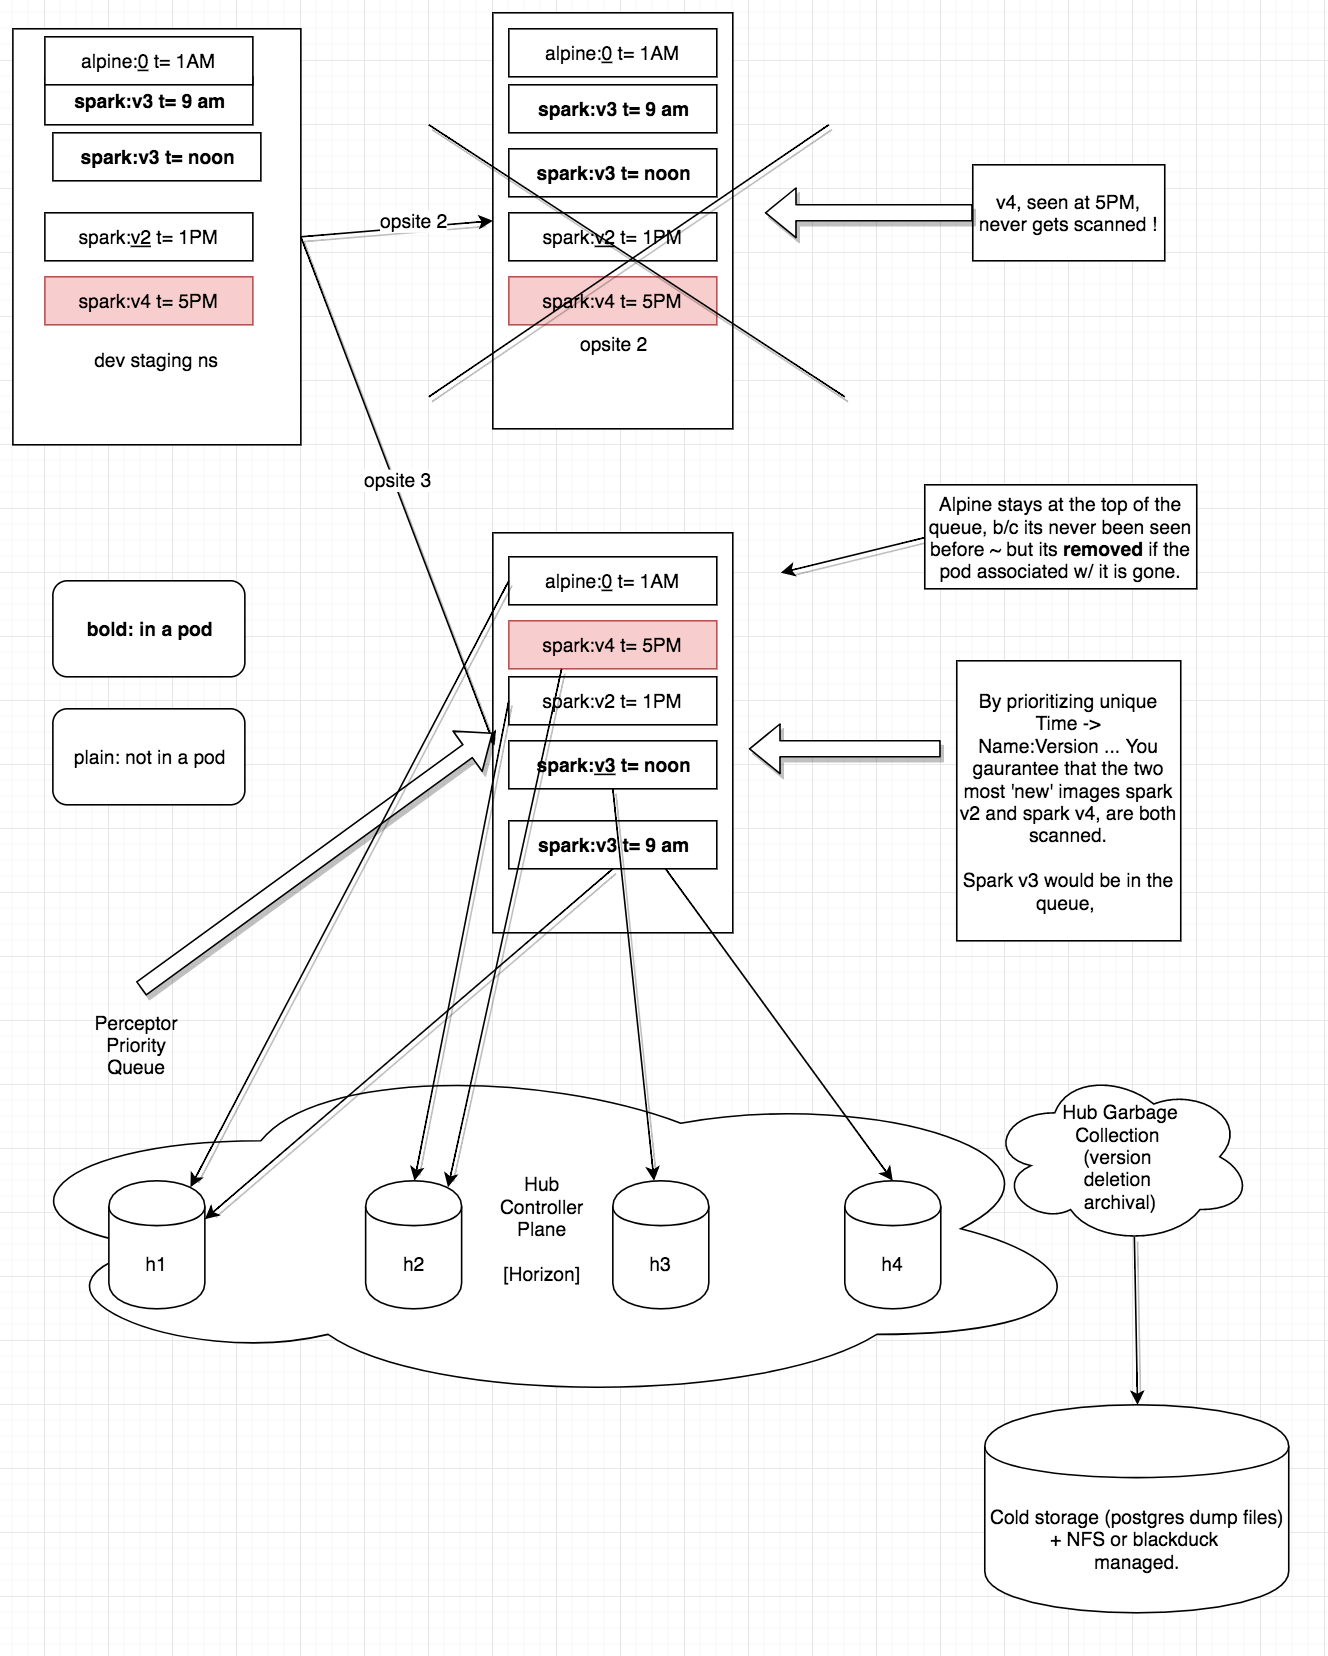 alpine:0 t= 1AM
spark:v3 t= 9 am
spark:v3 t= noon
spark:v2 t= 1PM
spark:v4 t= 5PM
dev staging ns
opsite 2
alpine:0 t= 1AM
spark:v3 t= 9 am
spark:v3 t= noon
spark:v2 t= 1PM
spark:v4 t= 5PM
opsite 2
v4, seen at 5PM,
never gets scanned !
opsite 3
Alpine stays at the top of the
queue, b/c its never been seen
before ~ but its removed if the
pod associated w/ it is gone.
bold: in a pod
plain: not in a pod
alpine:0 t= 1AM
spark:v4 t= 5PM
spark:v2 t= 1PM
spark:v3 t= noon
spark:v3 t= 9 am
By prioritizing unique
Time ->
Name:Version ... You
gaurantee that the two
most 'new' images spark
v2 and spark v4, are both
scanned.
Spark v3 would be in the
queue,
Perceptor
Priority
Queue
Hub
Controller
Plane
[Horizon]
h1
h2
h3
h4
Hub Garbage
Collection
(version
deletion
archival)
Cold storage (postgres dump files)
+ NFS or blackduck
managed.